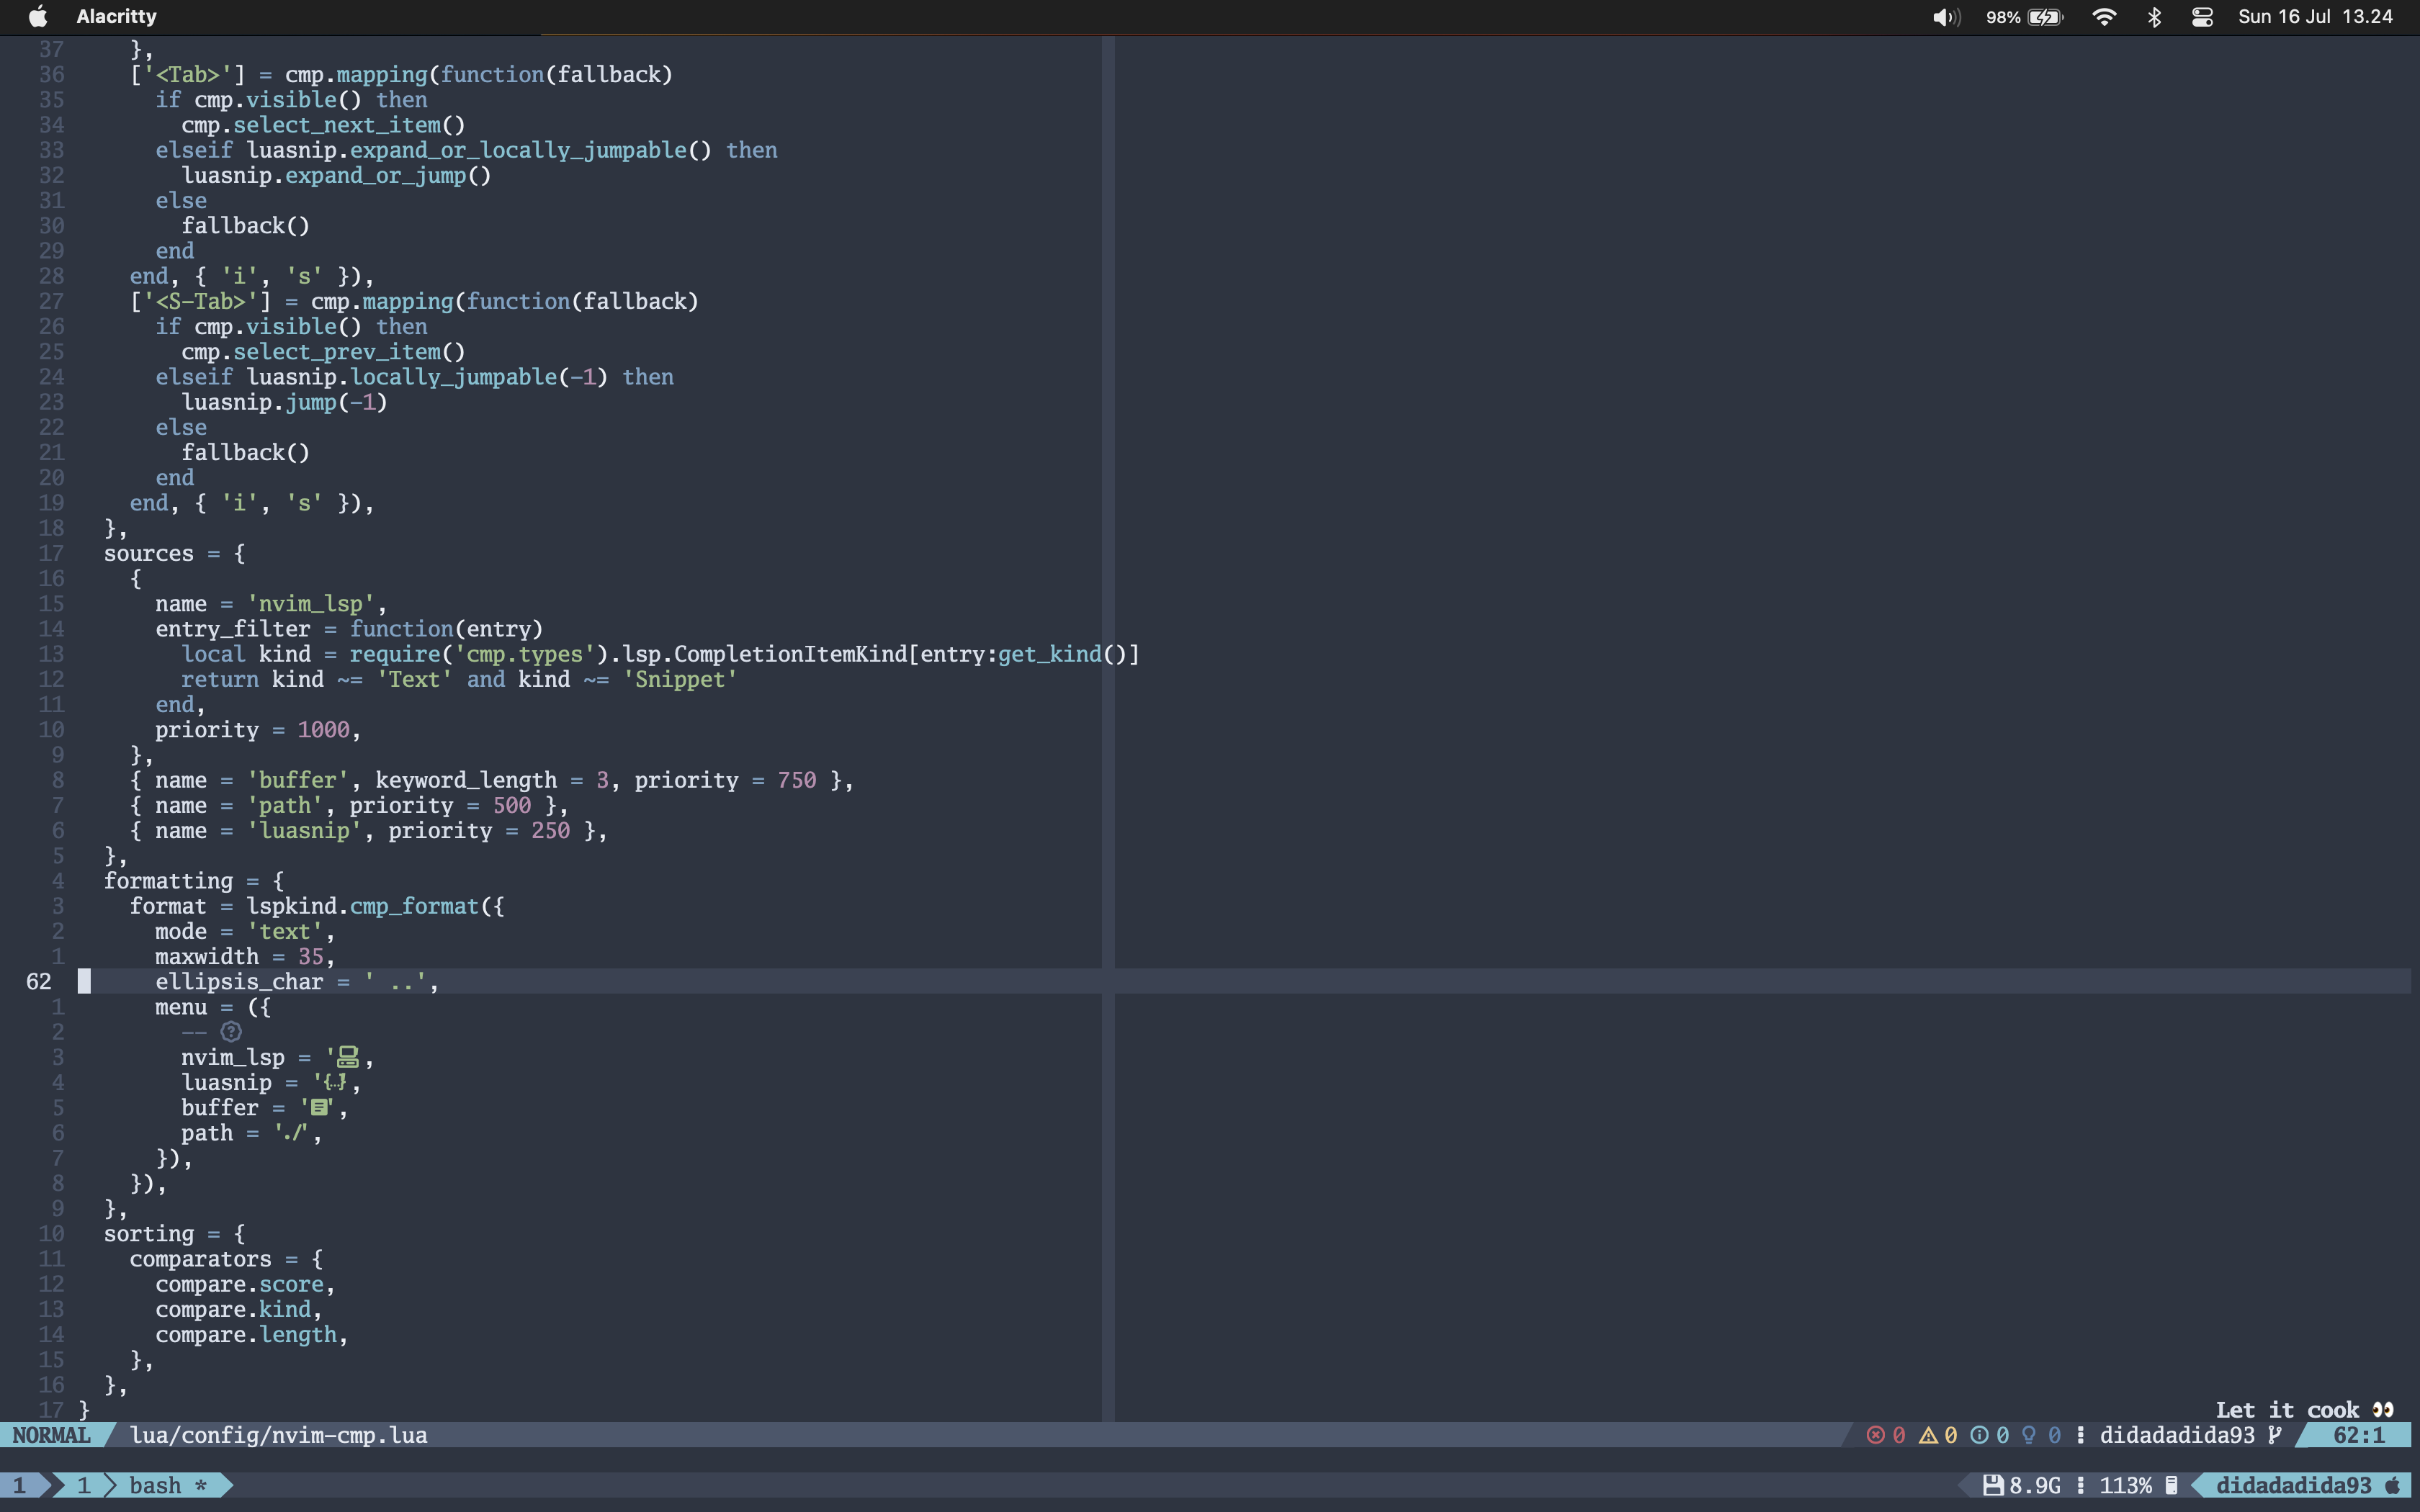 Alacritty 98% Sun 16 Jul 13.24
37 },
36 ['<Tab>'] = cmp.mapping(function(fallback)
35 if cmp.visible() then
34 cmp.select_next_item()
33 elseif luasnip.expand_or_locally_jumpable() then
32 luasnip.expand_or_jump()
31 else
30 fallback()
29 end
28 end, { 'i', 's' }),
27 ['<S-Tab>'] = cmp.mapping(function(fallback)
26 if cmp.visible() then
25 cmp.select_prev_item()
24 elseif luasnip.locally_jumpable(-1) then
23 luasnip.jump(-1)
22 else
21 fallback()
20 end
19 end, { 'i', 's' }),
18 },
17 sources = {
16 {
15 name = 'nvim_lsp',
14 entry_filter = function(entry)
13 local kind = require('cmp.types').lsp.CompletionItemKind[entry:get_kind()]
12 return kind ~= 'Text' and kind ~= 'Snippet'
11 end,
10 priority = 1000,
9 },
8 { name = 'buffer', keyword_length = 3, priority = 750 },
7 { name = 'path', priority = 500 },
6 { name = 'luasnip', priority = 250 },
5 },
4 formatting = {
3 format = lspkind.cmp_format({
2 mode = 'text',
1 maxwidth = 35,
62 ellipsis_char = ' ..',
1 menu = ({
2 --
3 nvim_lsp = ' ,
4 luasnip = '{…},
5 buffer = ' ',
6 path = './',
7 }),
8 }),
9 },
10 sorting = {
11 comparators = {
12 compare.score,
13 compare.kind,
14 compare.length,
15 },
16 },
17 }
Let it cook 👀
NORMAL lua/config/nvim-cmp.lua 0 0 0 0 didadadida93 62:1
1 1 bash * 8.9G 113% didadadida93